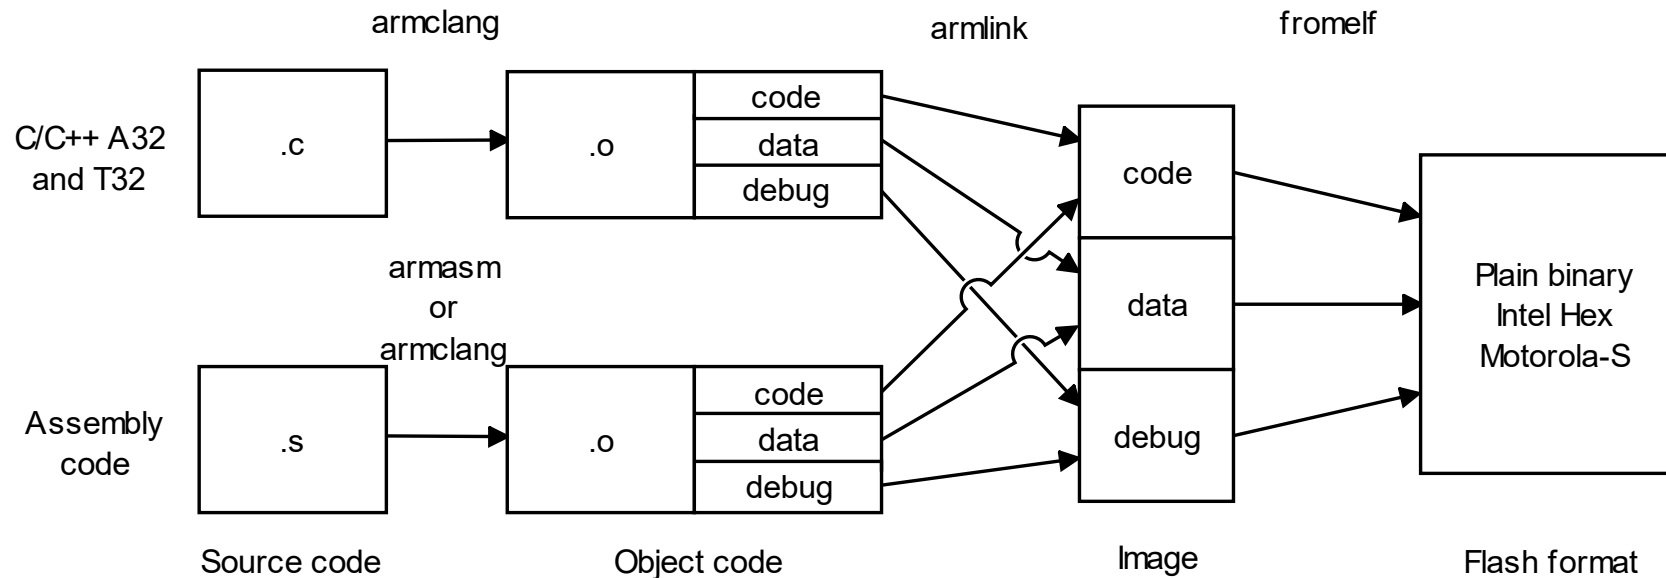 armclang
armlink
fromelf
C/C++ A32
and T32
.c
.o
code
data
debug
armasm
or
armclang
Assembly
code
.s
.o
code
data
debug
code
data
debug
Plain binary
Intel Hex
Motorola-S
Source code
Object code
Image
Flash format